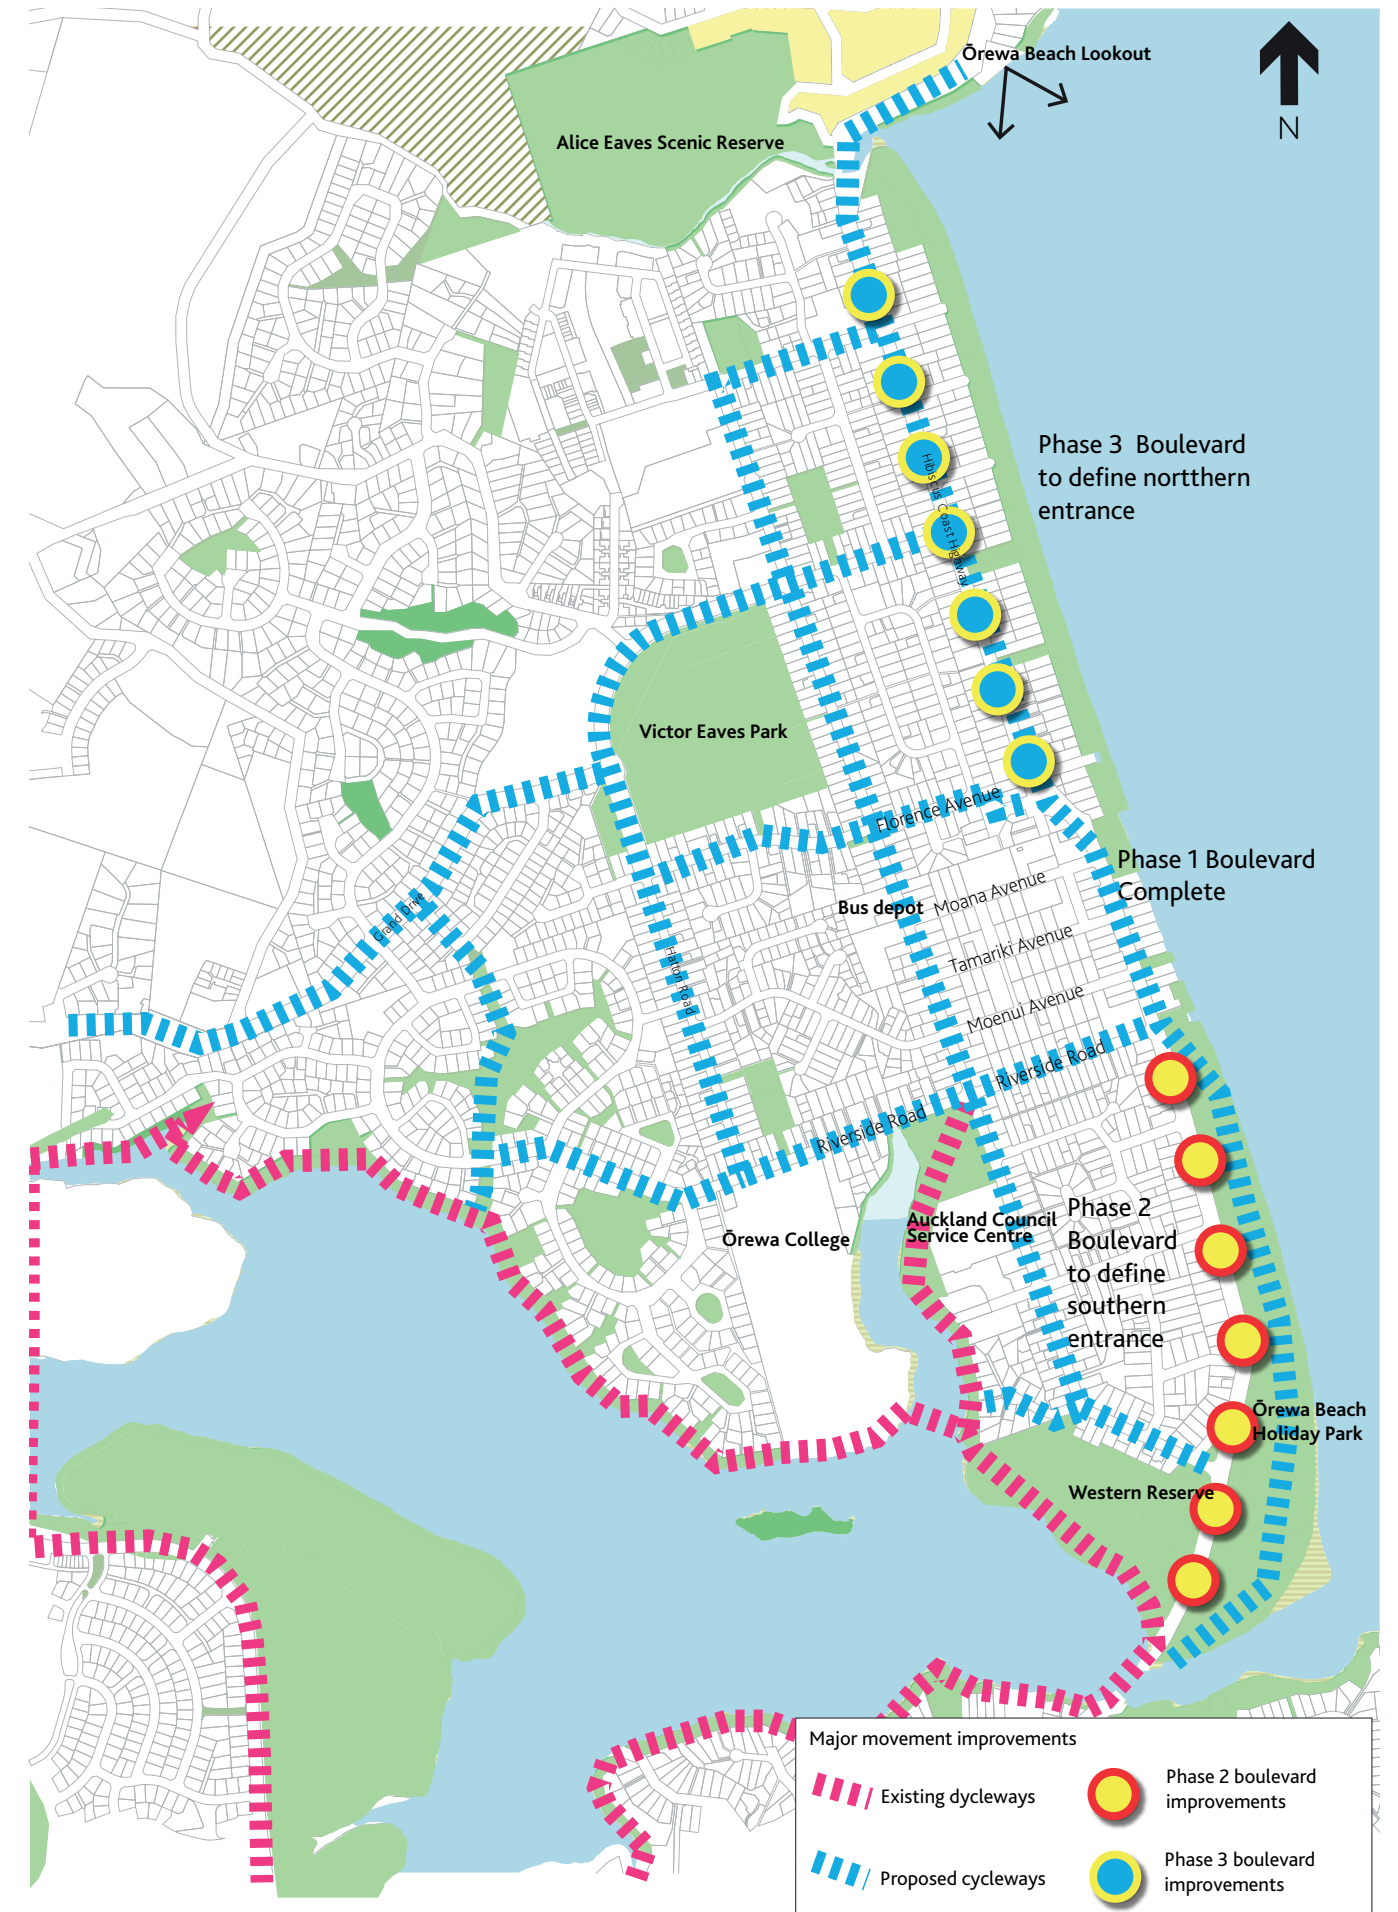 Ōrewa Beach Lookout
N
Alice Eaves Scenic Reserve
Phase 3 Boulevard
to define nortthern
entrance
Hibiscus Coast Highway
Victor Eaves Park
Florence Avenue
Phase 1 Boulevard
Complete
Moana Avenue
Bus depot
Grand Drive
Tamariki Avenue
Hatton Road
Moenui Avenue
Riverside Road
Riverside Road
Phase 2
Boulevard
to define
southern
entrance
Auckland Council
Service Centre
Ōrewa College
Ōrewa Beach
Holiday Park
Western Reserve
Major movement improvements
Existing dycleways
Phase 2 boulevard
improvements
Proposed cycleways
Phase 3 boulevard
improvements